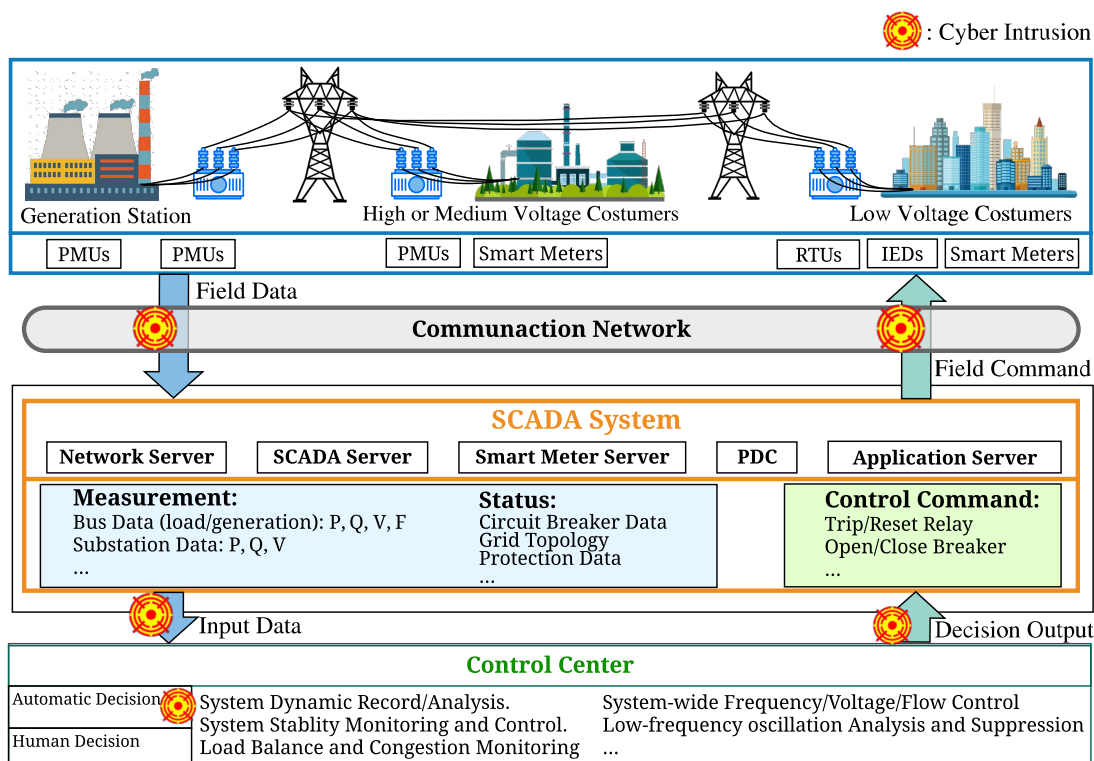 : Cyber Intrusion
Generation Station
High or Medium Voltage Costumers
Low Voltage Costumers
PMUs
PMUs
PMUs
Smart Meters
RTUs
IEDs
Smart Meters
Field Data
Communaction Network
Field Command
SCADA System
Network Server
SCADA Server
Smart Meter Server
PDC
Application Server
Measurement:
Bus Data (load/generation): P, Q, V, F
Substation Data: P, Q, V
...
Status:
Circuit Breaker Data
Grid Topology
Protection Data
...
Control Command:
Trip/Reset Relay
Open/Close Breaker
...
Input Data
Decision Output
Control Center
Automatic Decision
Human Decision
System Dynamic Record/Analysis.
System Stablity Monitoring and Control.
Load Balance and Congestion Monitoring
System-wide Frequency/Voltage/Flow Control
Low-frequency oscillation Analysis and Suppression
...